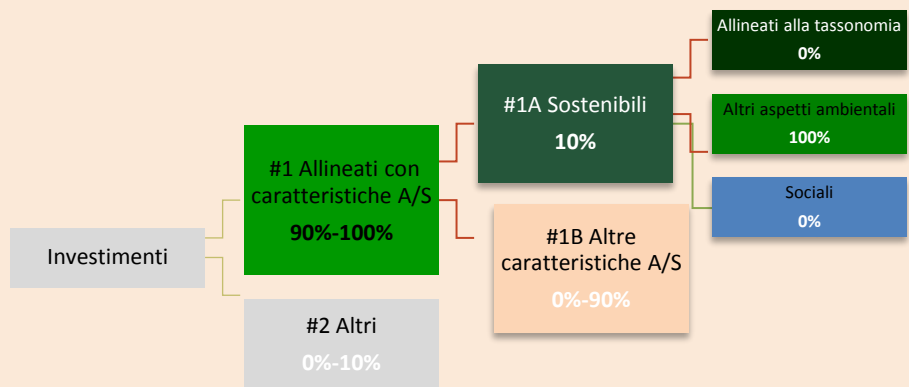 Investimenti
#1 Allineati con
caratteristiche A/S
90%-100%
#2 Altri
0%-10%
#1A Sostenibili
10%
#1B Altre
caratteristiche A/S
0%-90%
Allineati alla tassonomia
0%
Altri aspetti ambientali
100%
Sociali
0%